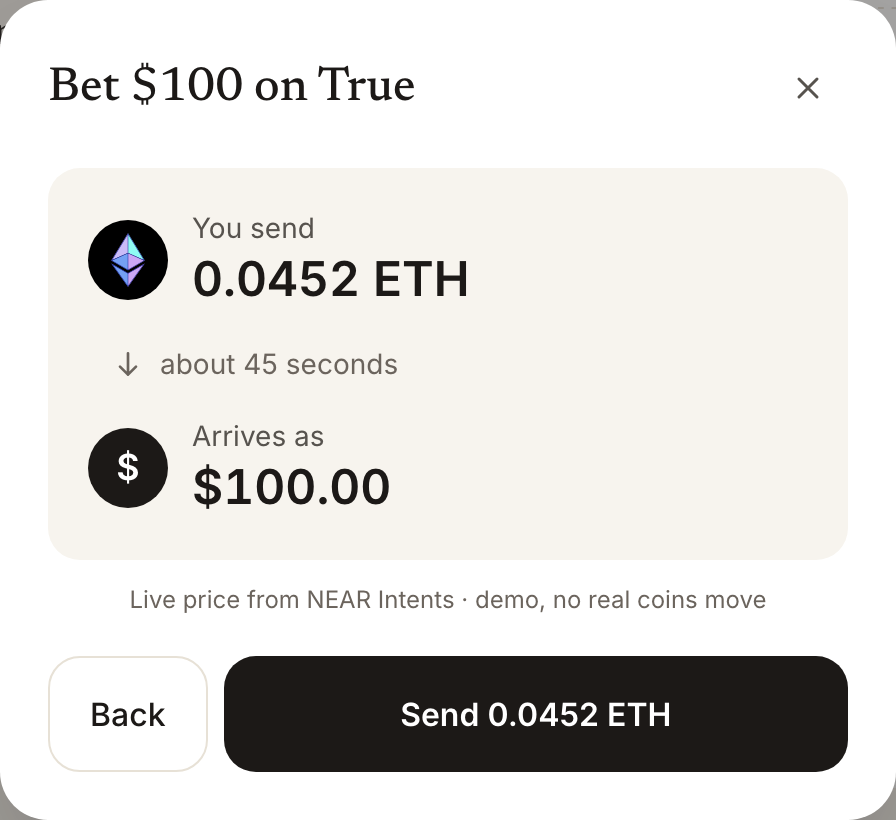 Bet $100 on True
You send
0.0452 ETH
about 45 seconds
$
Arrives as
$100.00
Live price from NEAR Intents · demo, no real coins move
Back
Send 0.0452 ETH